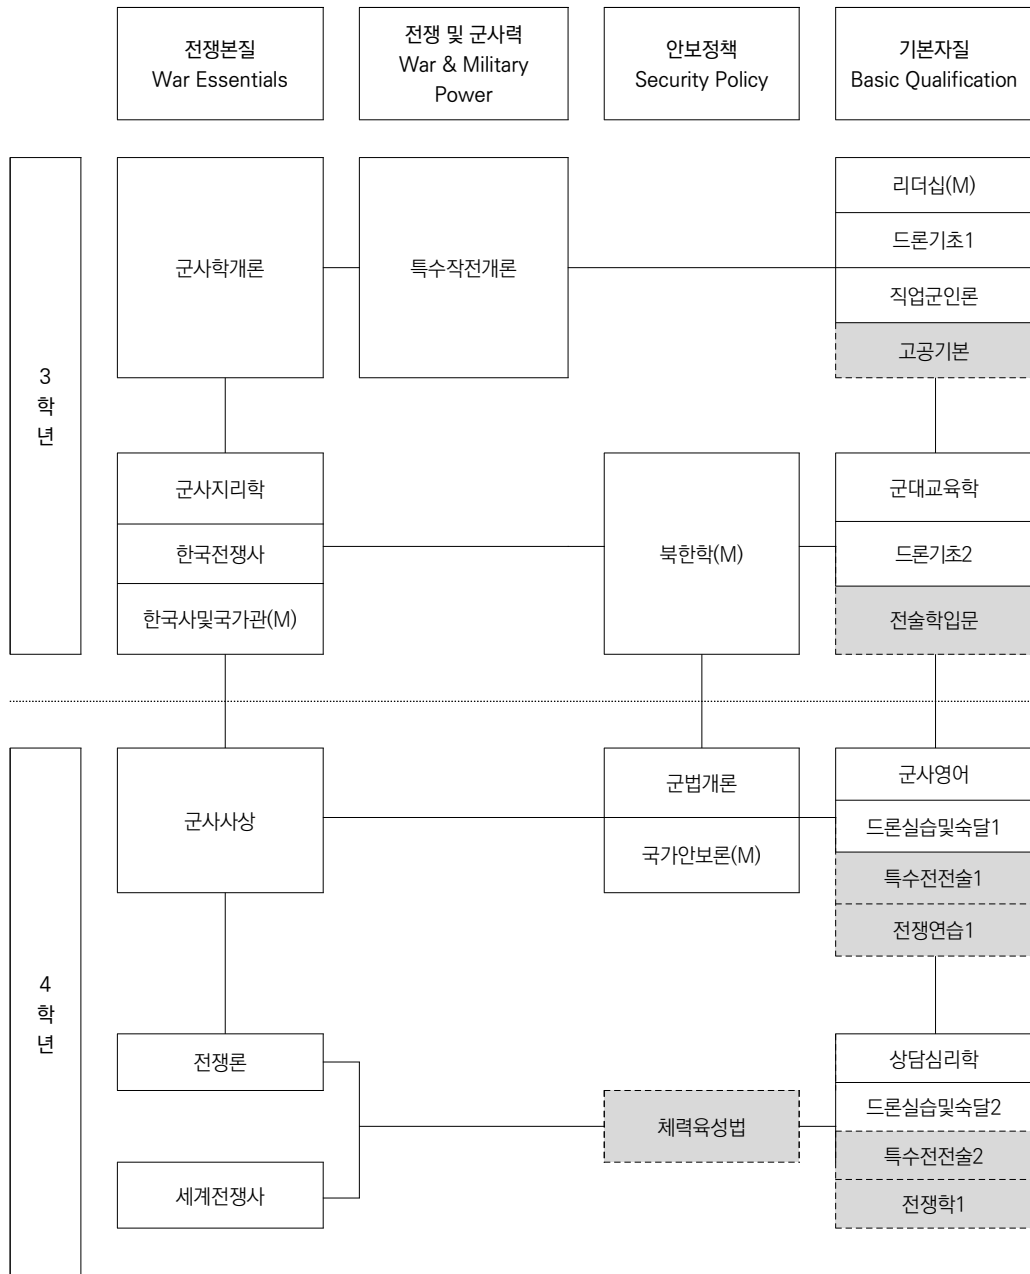 전쟁본질
War Essentials
전쟁 및 군사력
War & Military
Power
안보정책
Security Policy
기본자질
Basic Qualification
3
학
년
군사학개론
특수작전개론
리더십(M)
드론기초1
직업군인론
고공기본
군사지리학
한국전쟁사
한국사및국가관(M)
북한학(M)
군대교육학
드론기초2
전술학입문
4
학
년
군사사상
군법개론
국가안보론(M)
군사영어
드론실습및숙달1
특수전전술1
전쟁연습1
전쟁론
세계전쟁사
체력육성법
상담심리학
드론실습및숙달2
특수전전술2
전쟁학1